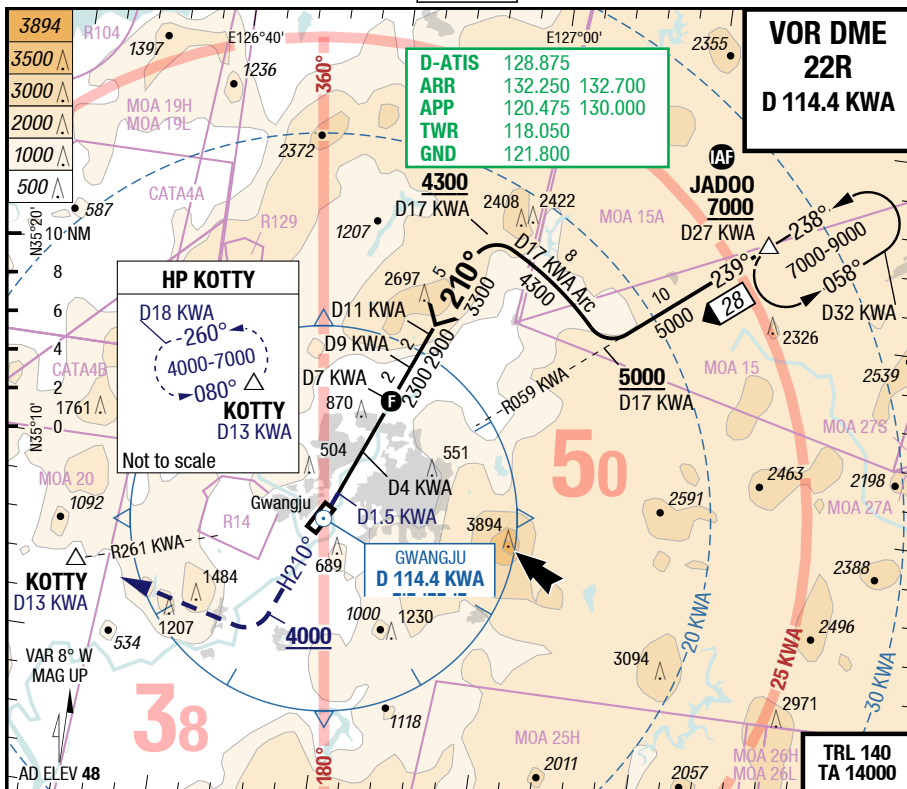 3894
3500
3000
2000
1000
500
R104
1397
1236
E126°40'
360°
E127°00'
2355
VOR DME
22R
D 114.4 KWA
D-ATIS 128.875
ARR 132.250 132.700
APP 120.475 130.000
TWR 118.050
GND 121.800
MOA 19H
MOA 19L
2372
CATA4A
R129
587
N35°20'
10 NM
8
6
4
2
0
N35°10'
1207
4300
D17 KWA
2408
2422
MOA 15A
IAF
JADOO
7000
D27 KWA
238°
7000-9000
058°
D32 KWA
239°
28
10
5000
D17 KWA Arc
8
4300
210°
5
3300
2697
D11 KWA
D9 KWA
D7 KWA
2
2
2300
2900
F
HP KOTTY
D18 KWA
260°
4000-7000
080°
KOTTY
D13 KWA
Not to scale
CATA4B
1761
MOA 20
1092
870
504
551
D4 KWA
D1.5 KWA
Gwangju
R14
R059 KWA
5000
D17 KWA
2326
MOA 15
2539
MOA 27S
50
2463
2198
MOA 27A
2591
3894
GWANGJU
D 114.4 KWA
689
H210°
R261 KWA
KOTTY
D13 KWA
1484
1207
534
4000
1000
1230
2388
2496
3094
20 KWA
25 KWA
30 KWA
2971
VAR 8° W
MAG UP
38
AD ELEV 48
180°
1118
MOA 25H
2011
2057
MOA 26H
MOA 26L
TRL 140
TA 14000